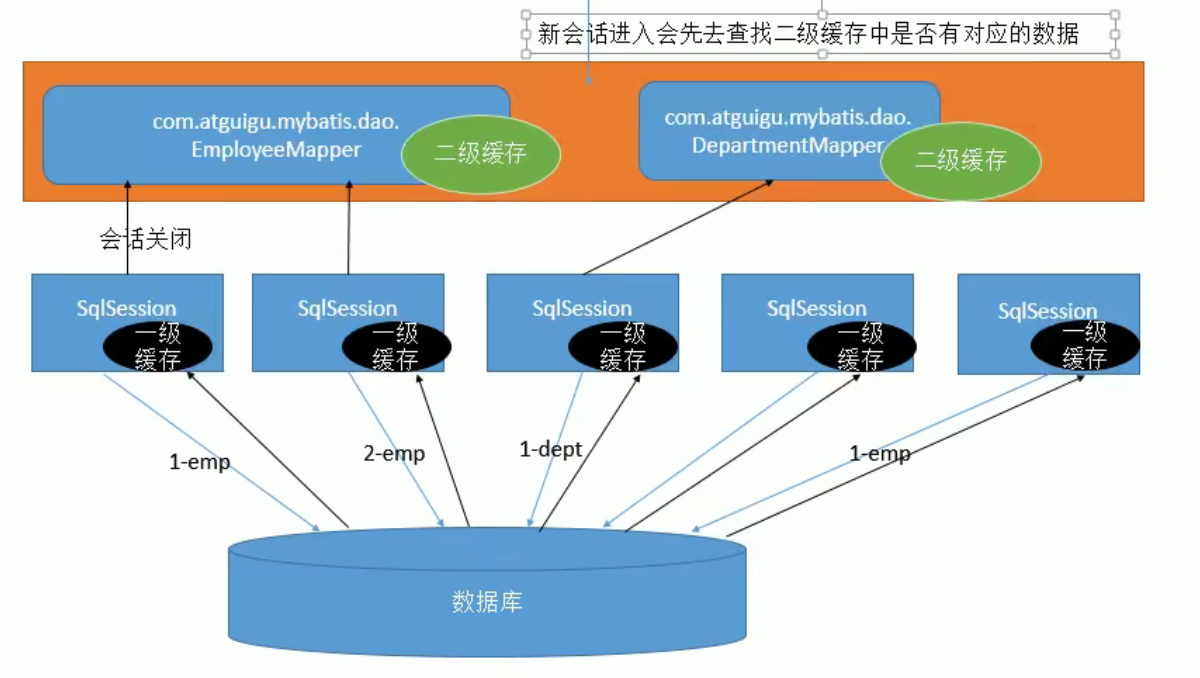 新会话进入会先去查找二级缓存中是否有对应的数据
com.atguigu.mybatis.dao.
EmployeeMapper
二级缓存
com.atguigu.mybatis.dao.
DepartmentMapper
二级缓存
会话关闭
SqlSession
一级
缓存
SqlSession
一级
缓存
SqlSession
一级
缓存
SqlSession
一级
缓存
SqlSession
一级
缓存
1-emp
2-emp
1-dept
1-emp
数据库